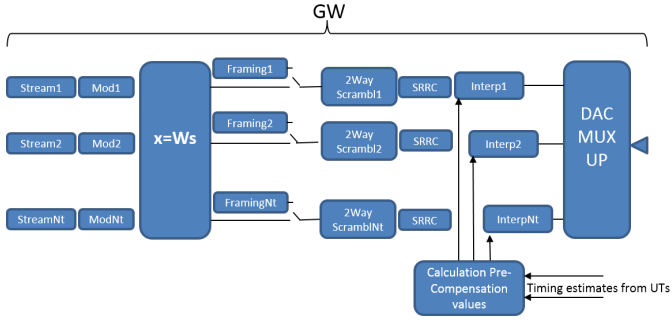 GW
Framing1
Stream1
Mod1
2Way
Scrambl1
SRRC
Interp1
Framing2
Stream2
Mod2
x=Ws
2Way
Scrambl2
SRRC
Interp2
DAC
MUX
UP
FramingNt
StreamNt
ModNt
2Way
ScramblNt
SRRC
InterpNt
Calculation Pre-
Compensation
values
Timing estimates from UTs